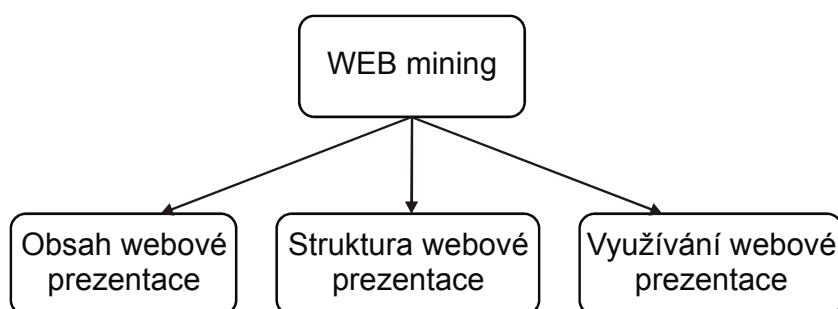 WEB mining
Obsah webové
prezentace
Struktura webové
prezentace
Využívání webové
prezentace